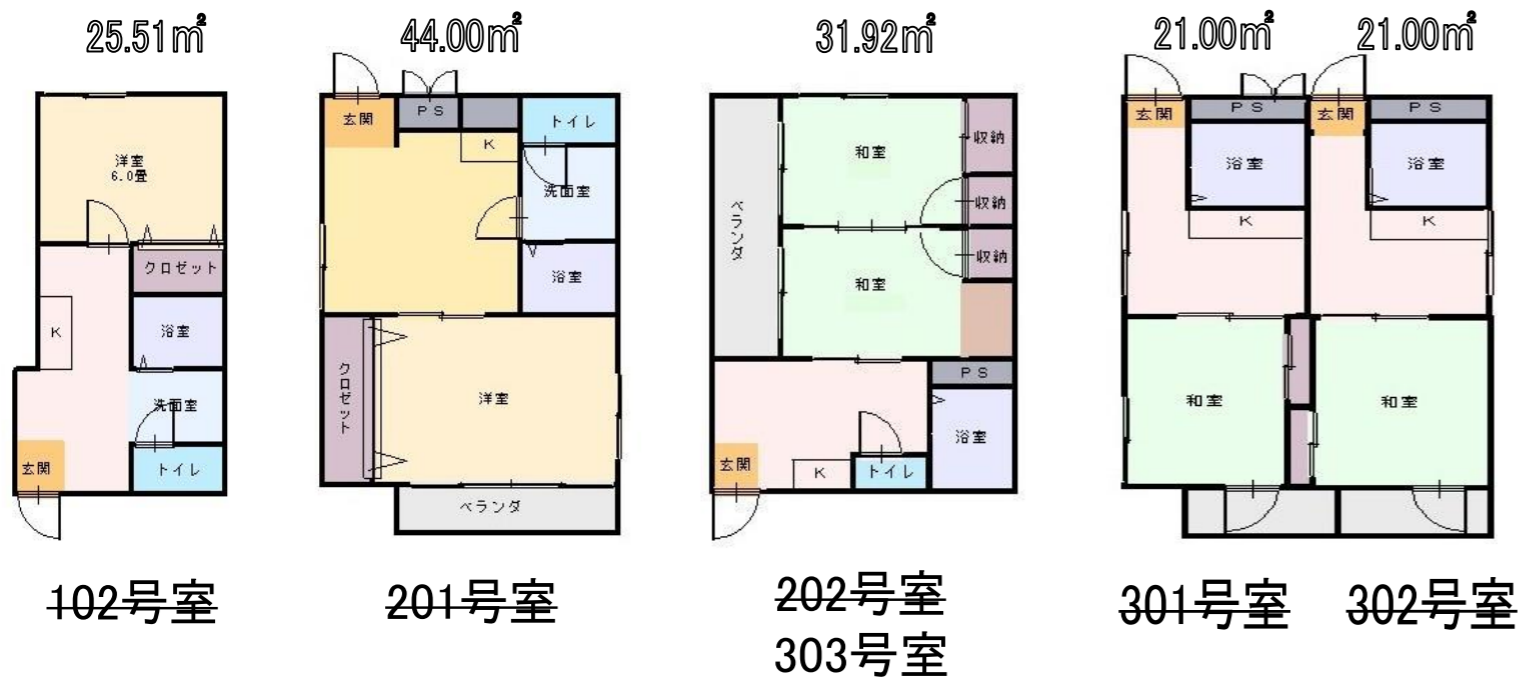 25.51㎡
洋室
6.0畳
クロゼット
K
浴室
洗面室
玄関
トイレ
102号室
44.00㎡
玄関
PS
トイレ
K
洗面室
浴室
クロゼット
洋室
ベランダ
201号室
31.92㎡
ベランダ
和室
収納
収納
和室
収納
PS
浴室
玄関
K
トイレ
202号室
303号室
21.00㎡
玄関
PS
浴室
K
和室
301号室
21.00㎡
玄関
PS
浴室
K
和室
302号室